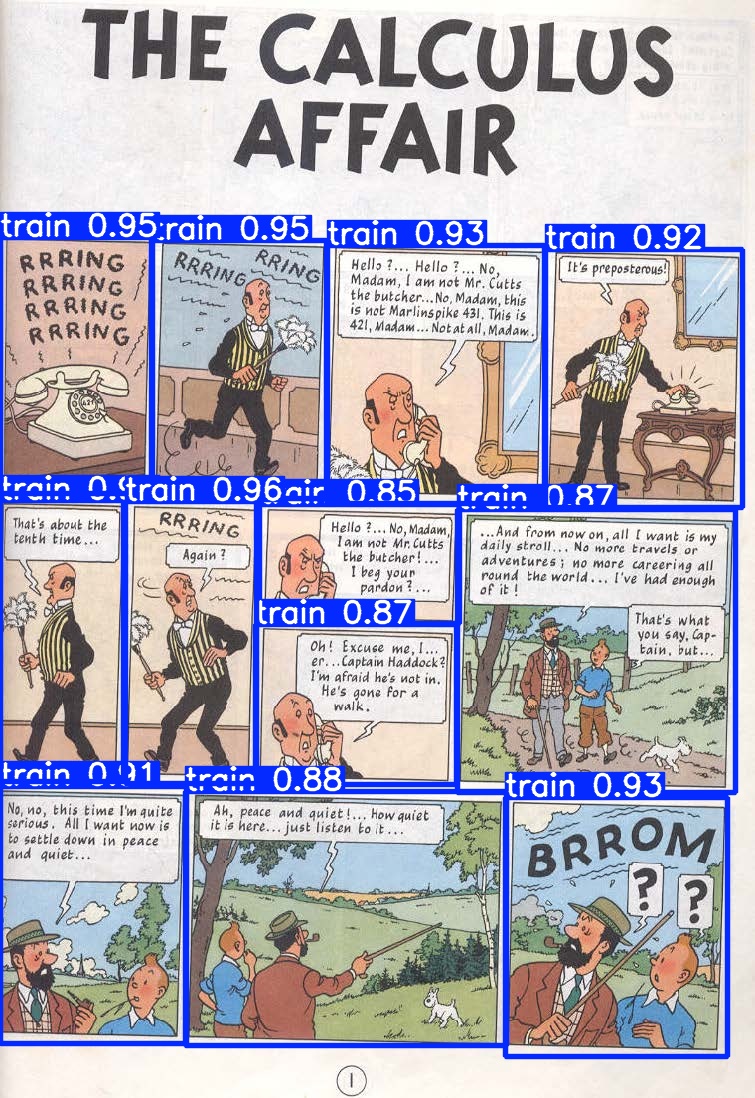 THE CALCULUS
AFFAIR
train 0.95
train 0.95
train 0.93
train 0.92
RRRING
RRRING
RRRING
RRRING
421
RRRING
RRING
Hello ?... Hello ?... No,
Madam, I am not Mr. Cutts
the butcher... No, Madam, this
is not Marlinspike 431. This is
421, Madam... Not at all, Madam.
It's preposterous!
train 0.96
train 0.85
train 0.87
That's about the
tenth time...
RRRING
Again ?
Hello ?... No, Madam,
I am not Mr. Cutts
the butcher!...
I beg your
pardon ?...
train 0.87
Oh! Excuse me, I...
er... Captain Haddock?
I'm afraid he's not in.
He's gone for a
walk.
...And from now on, all I want is my
daily stroll... No more travels or
adventures; no more careering all
round the world... I've had enough
of it !
That's what
you say, Cap-
tain, but...
train 0.91
train 0.88
train 0.93
No, no, this time I'm quite
serious. All I want now is
to settle down in peace
and quiet...
Ah, peace and quiet!... How quiet
it is here... just listen to it...
BRROM
?
?
1